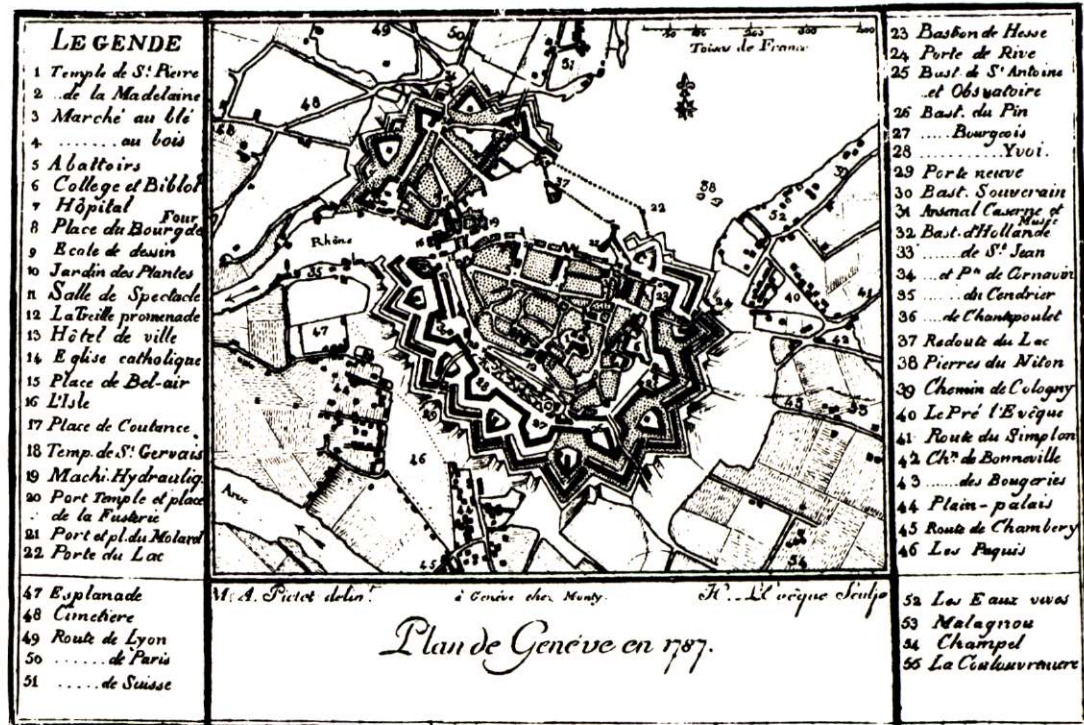 LEGENDE
1 Temple de St. Pierre
2 ..de la Madelaine
3 Marché au blé
4 ........ au bois
5 Abattoirs
6 College et Bibliot
7 Hôpital
8 Place du Bourg de Four
9 Ecole de dessin
10 Jardin des Plantes
11 Salle de Spectacle
12 La Treille promenade
13 Hôtel de ville
14 Eglise catholique
15 Place de Bel-air
16 L'Isle
17 Place de Coutance
18 Temp. de St. Gervais
19 Machi. Hydrauliq.
20 Port Temple et place
de la Fusterie
21 Port et pl. du Molard
22 Porte du Lac
47 Esplanade
48 Cimetiere
49 Route de Lyon
50 ....... de Paris
51 ..... de Suisse
Toises de France
Rhône
Arve
M. A. Pictet delint.
à Genève chez Monty.
Sculp
Plan de Genéve en 1787.
23 Bastion de Hesse
24 Porte de Rive
25 Bast. de St Antoine
..et Obsvatoire
26 Bast. du Pin
27 .....Bourgeois
28 ..........Yvoi.
29 Porte neuve
30 Bast. Souverain
31 Arsenal Caserne et Musée
32 Bast. d'Hollande
33 ......de St. Jean
34 ...et Pte de Cornavin
35 ......du Cendrier
36 ...de Chantpoulet
37 Redoute du Lac
38 Pierres du Niton
39 Chemin de Cologny
40 Le Pré l'Evêque
41 Route du Simplon
42 Chn. de Bonneville
43 .....des Bougeries
44 Plain-palais
45 Route de Chambery
46 Les Paquis
52 Les Eaux vives
53 Malagnou
54 Champel
55 La Coulouvreniere